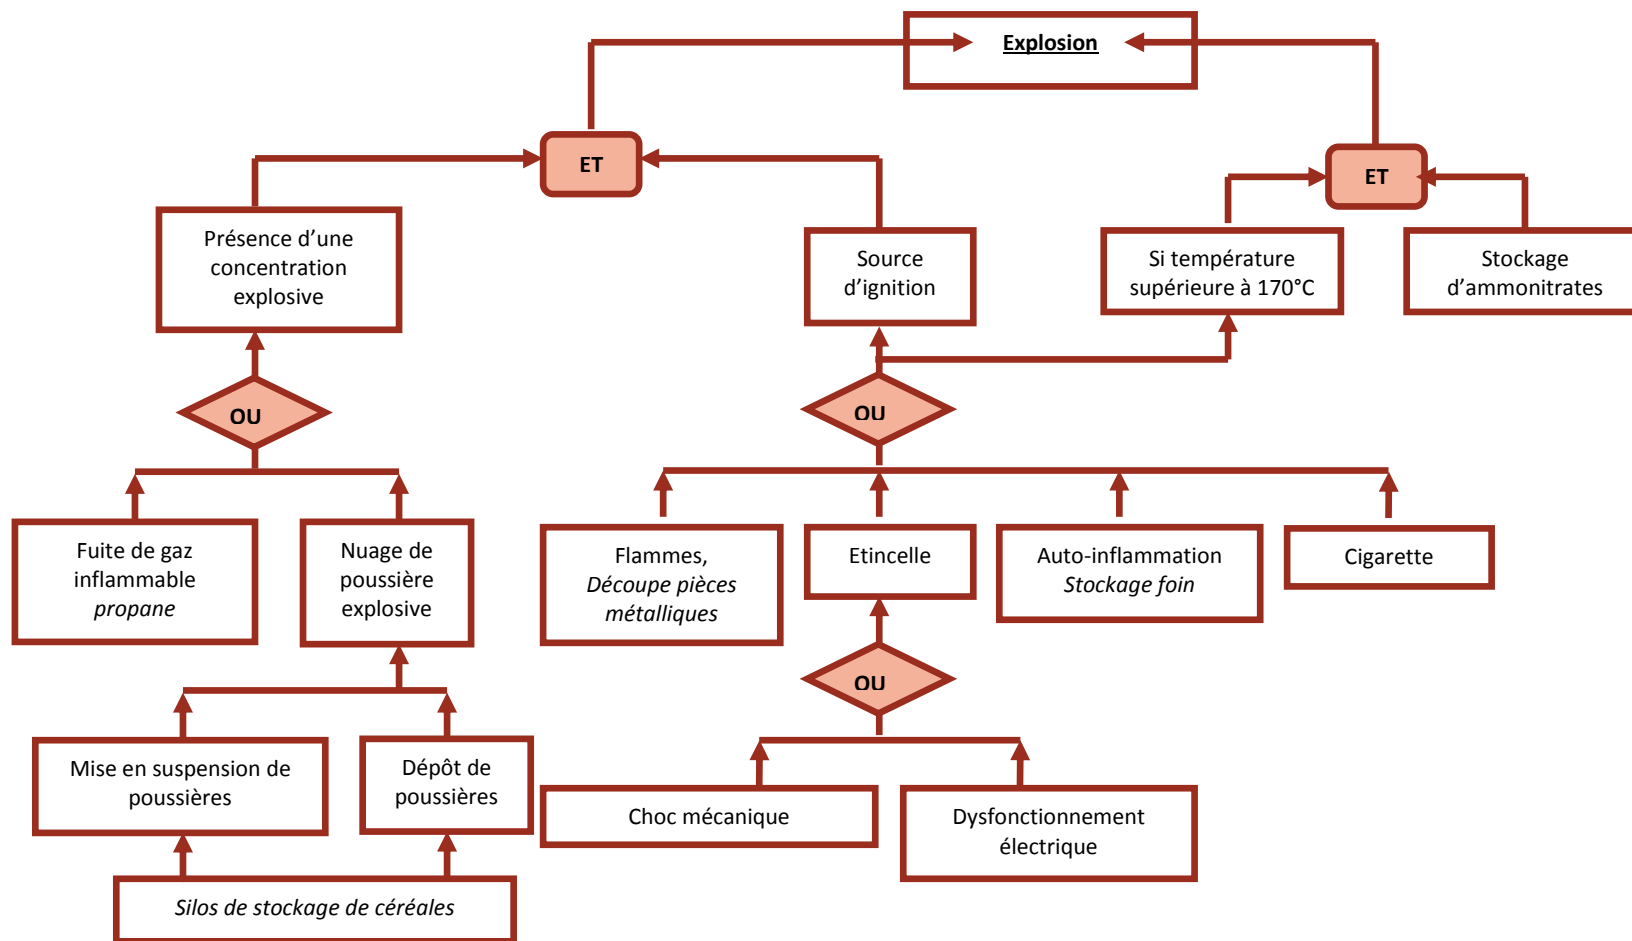 Explosion
ET
ET
Présence d’une
concentration
explosive
Source
d’ignition
Si température
supérieure à 170°C
Stockage
d’ammonitrates
OU
OU
Fuite de gaz
inflammable
propane
Nuage de
poussière
explosive
Flammes,
Découpe pièces
métalliques
Etincelle
Auto-inflammation
Stockage foin
Cigarette
OU
Mise en suspension de
poussières
Dépôt de
poussières
Choc mécanique
Dysfonctionnement
électrique
Silos de stockage de céréales